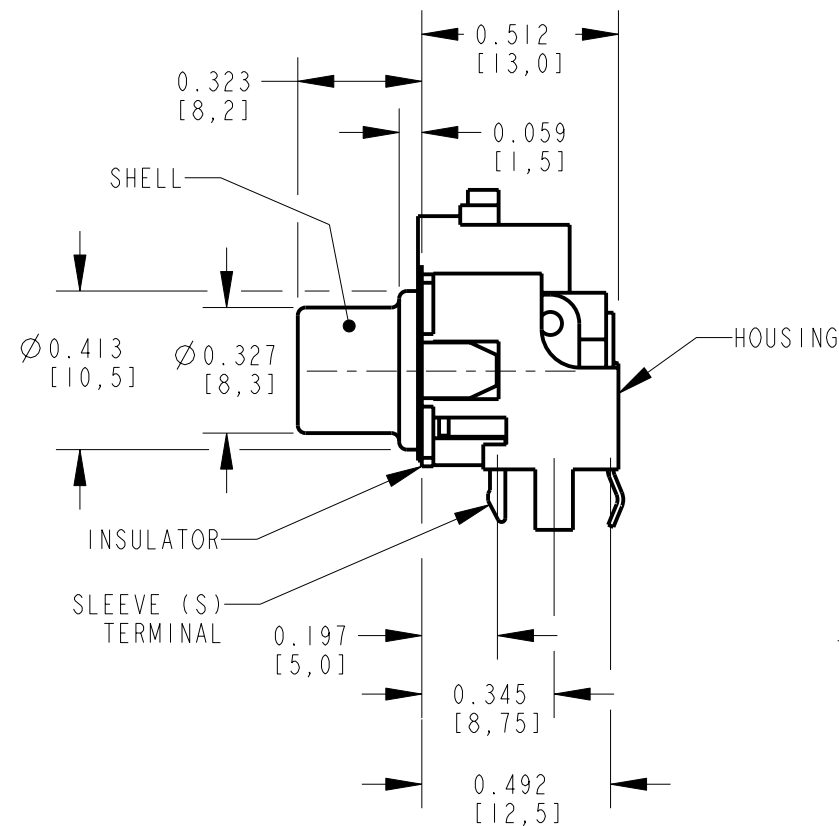 0.512
[13,0]
0.323
[8,2]
0.059
[1,5]
SHELL
HOUSING
Ø0.413
[10,5]
Ø0.327
[8,3]
INSULATOR
SLEEVE (S)
TERMINAL
0.197
[5,0]
0.345
[8,75]
0.492
[12,5]